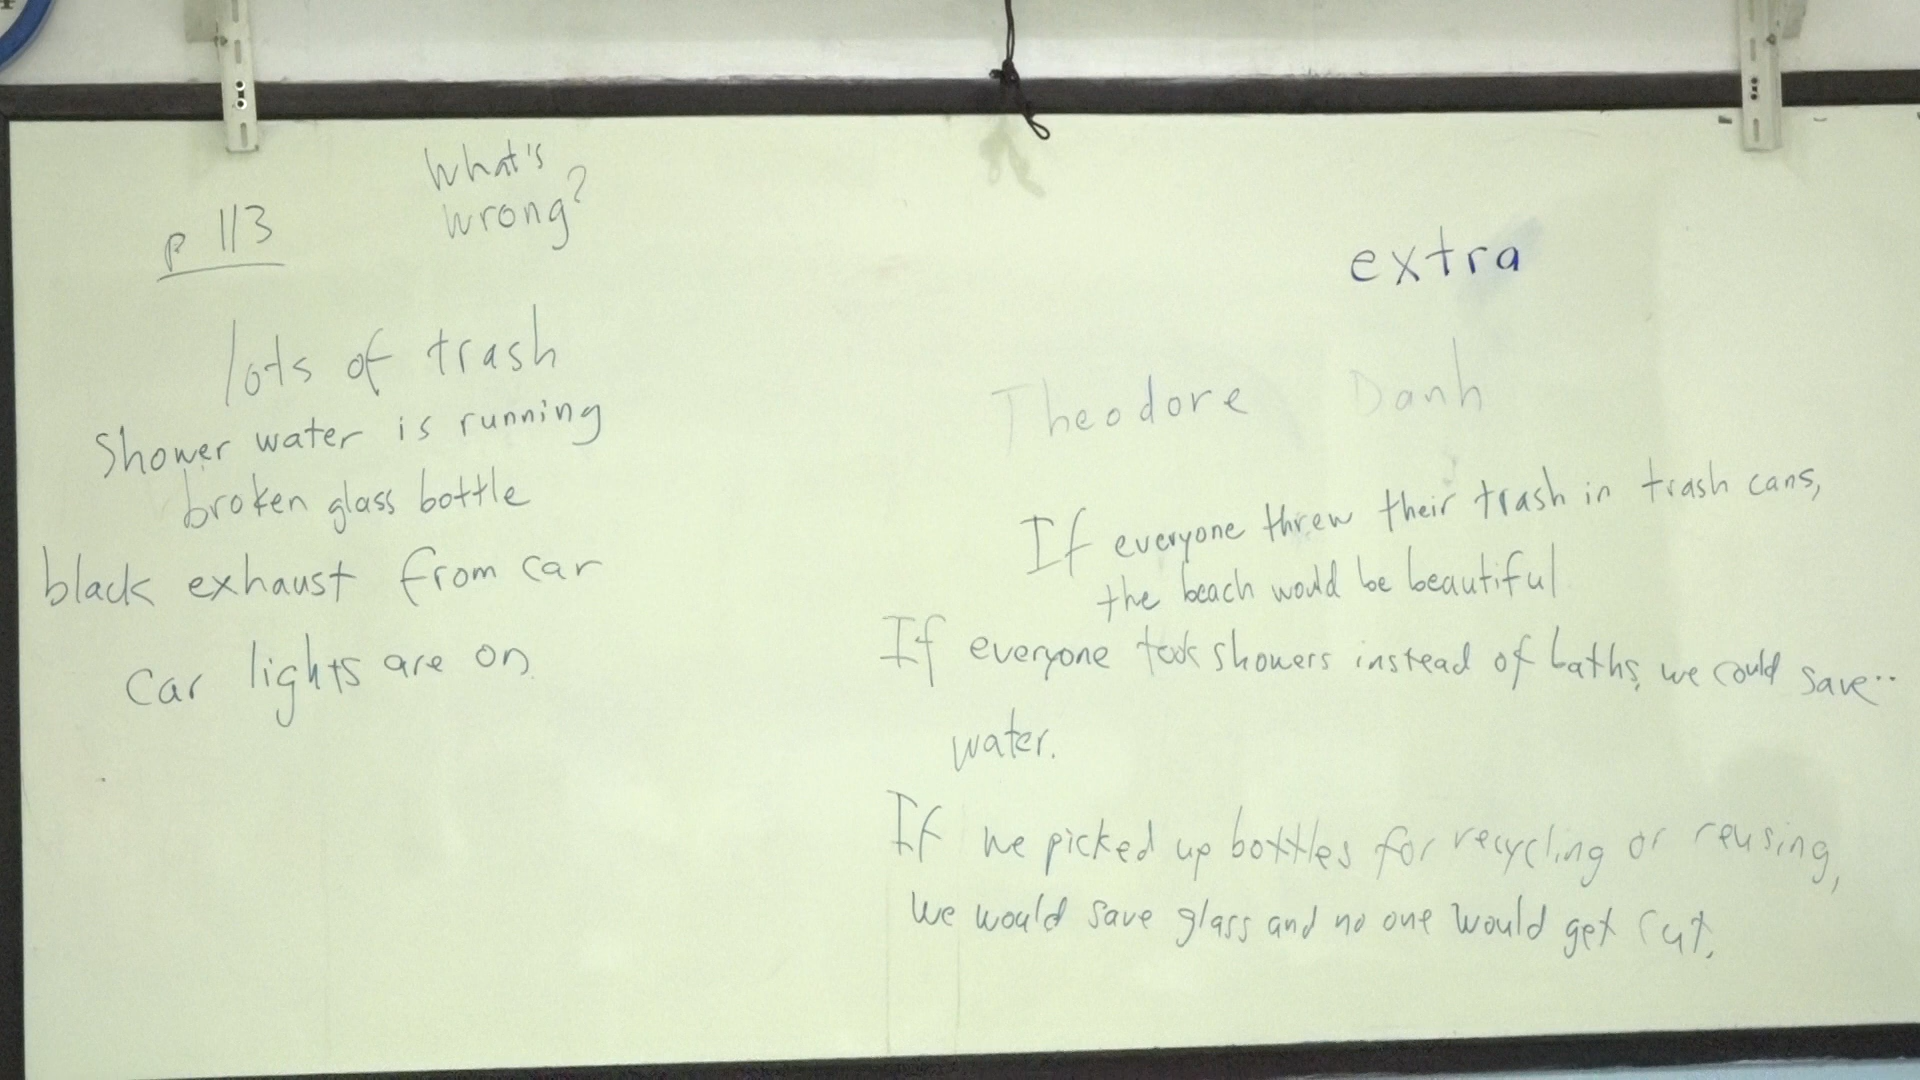 p 113
What's
wrong?
lots of trash
Shower water is running
broken glass bottle
black exhaust from car
Car lights are on
extra
Theodore Danh
If everyone threw their trash in trash cans,
the beach would be beautiful
If everyone took showers instead of baths, we could save..
water.
If we picked up bottles for recycling or reusing,
we would save glass and no one would get cut.